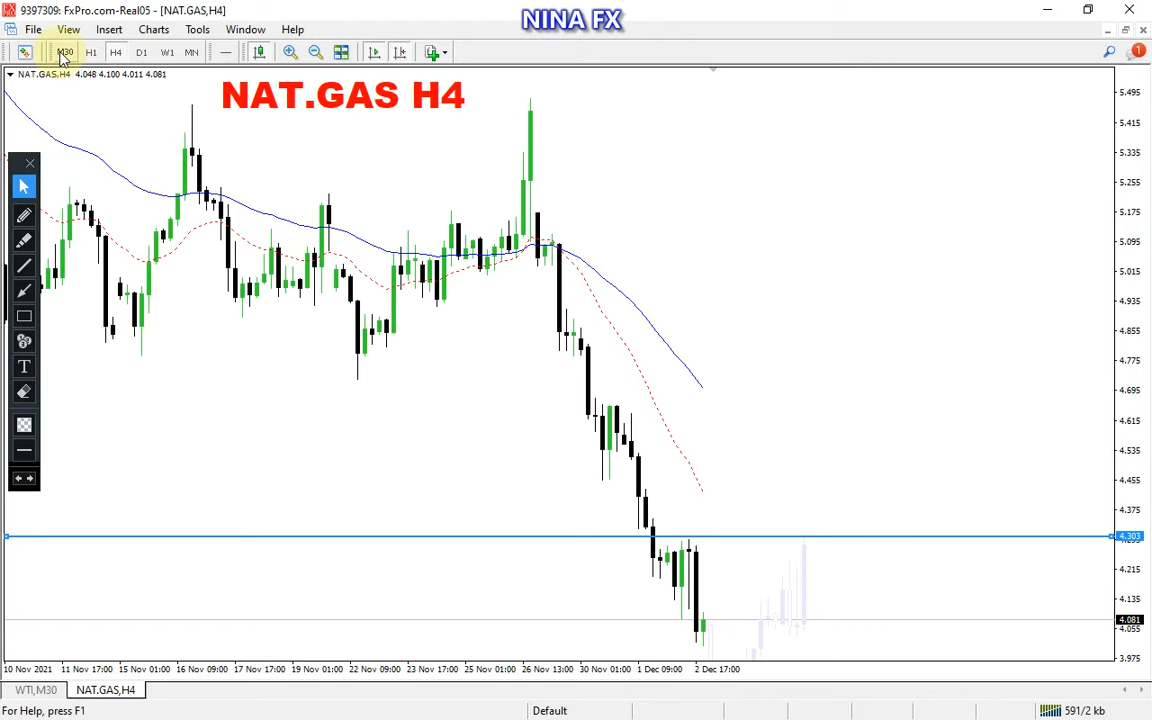 9397309: FxPro.com-Real05 - [NAT.GAS,H4]
NINA FX
File View Insert Charts Tools Window Help
M30 H1 H4 D1 W1 MN
1
NAT.GAS,H4 4.048 4.100 4.011 4.081
NAT.GAS H4
5.495
5.415
5.335
5.255
5.175
5.095
5.015
4.935
4.855
4.775
4.695
4.615
4.535
4.455
4.375
4.303
4.215
4.135
4.081
4.055
3.975
T
10 Nov 2021 11 Nov 17:00 15 Nov 01:00 16 Nov 09:00 17 Nov 17:00 19 Nov 01:00 22 Nov 09:00 23 Nov 17:00 25 Nov 01:00 26 Nov 13:00 30 Nov 01:00 1 Dec 09:00 2 Dec 17:00
WTI,M30 NAT.GAS,H4
For Help, press F1 Default 591/2 kb